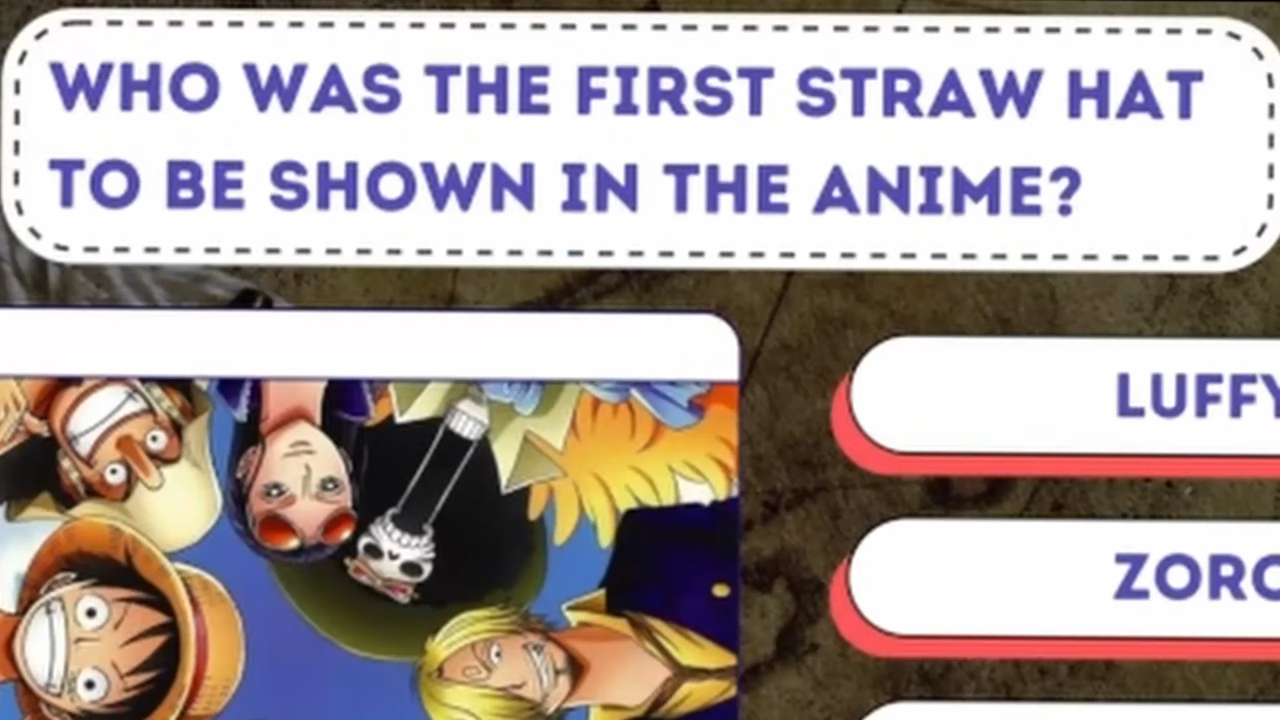 WHO WAS THE FIRST STRAW HAT
TO BE SHOWN IN THE ANIME?
LUFFY
ZORO